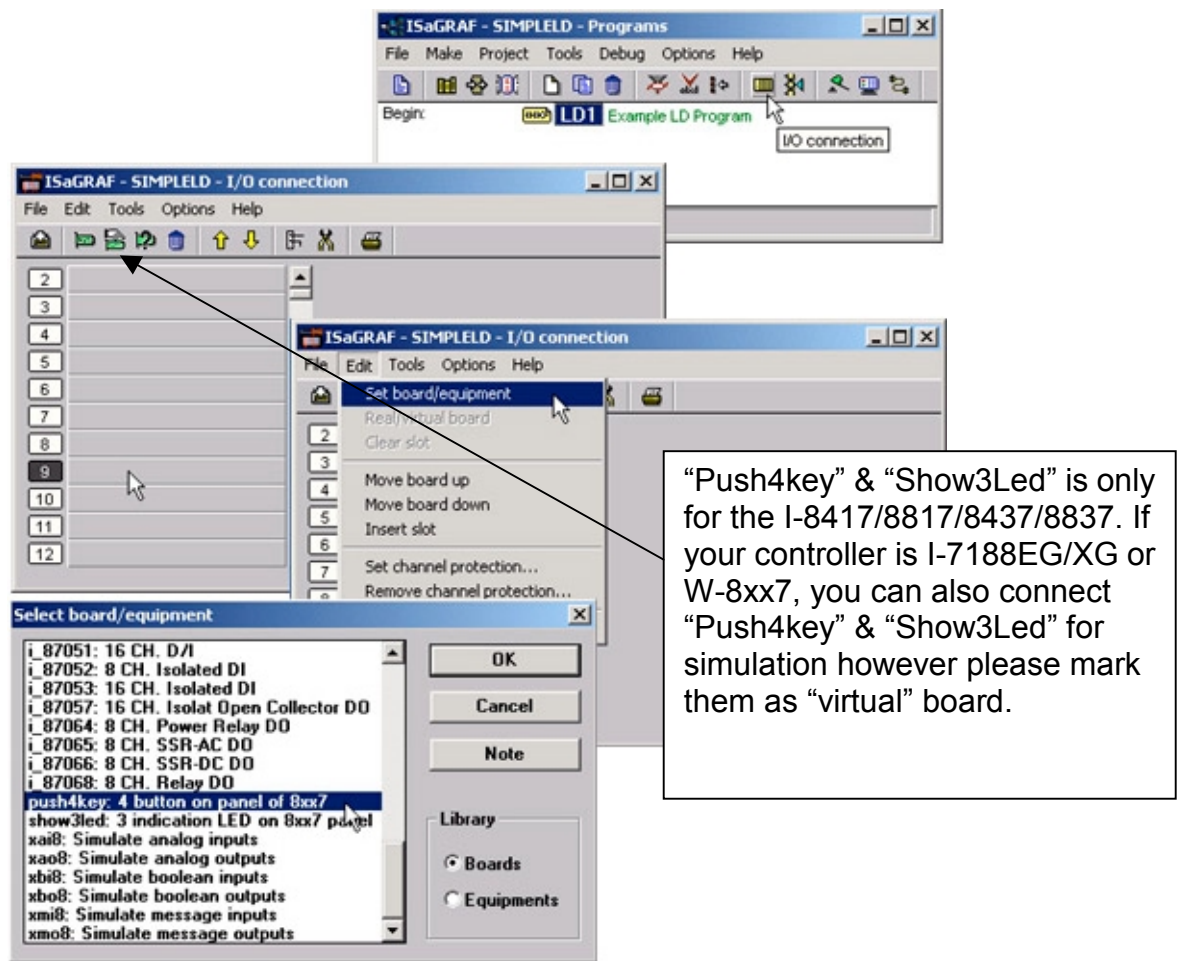 ISaGRAF - SIMPLELD - Programs
File Make Project Tools Debug Options Help
Begin: LD1 Example LD Program
I/O connection
ISaGRAF - SIMPLELD - I/O connection
File Edit Tools Options Help
2
3
4
5
6
7
8
9
10
11
12
ISaGRAF - SIMPLELD - I/O connection
File Edit Tools Options Help
Set board/equipment
Real/virtual board
Clear slot
Move board up
Move board down
Insert slot
Set channel protection...
Remove channel protection...
2
3
4
5
6
7
Select board/equipment
i_87051: 16 CH. D/I
i_87052: 8 CH. Isolated DI
i_87053: 16 CH. Isolated DI
i_87057: 16 CH. Isolat Open Collector DO
i_87064: 8 CH. Power Relay DO
i_87065: 8 CH. SSR-AC DO
i_87066: 8 CH. SSR-DC DO
i_87068: 8 CH. Relay DO
push4key: 4 button on panel of 8xx7
show3led: 3 indication LED on 8xx7 panel
xai8: Simulate analog inputs
xao8: Simulate analog outputs
xbi8: Simulate boolean inputs
xbo8: Simulate boolean outputs
xmi8: Simulate message inputs
xmo8: Simulate message outputs
OK
Cancel
Note
Library
Boards
Equipments
“Push4key” & “Show3Led” is only
for the I-8417/8817/8437/8837. If
your controller is I-7188EG/XG or
W-8xx7, you can also connect
“Push4key” & “Show3Led” for
simulation however please mark
them as “virtual” board.